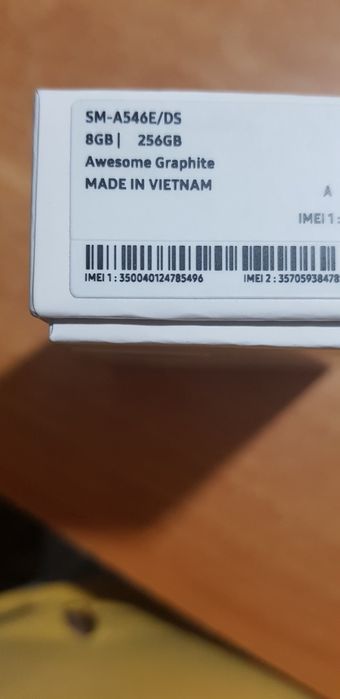 SM-A546E/DS
8GB | 256GB
Awesome Graphite
MADE IN VIETNAM
A
IMEI 1 :
IMEI 1 : 350040124785496 IMEI 2 : 35705938478